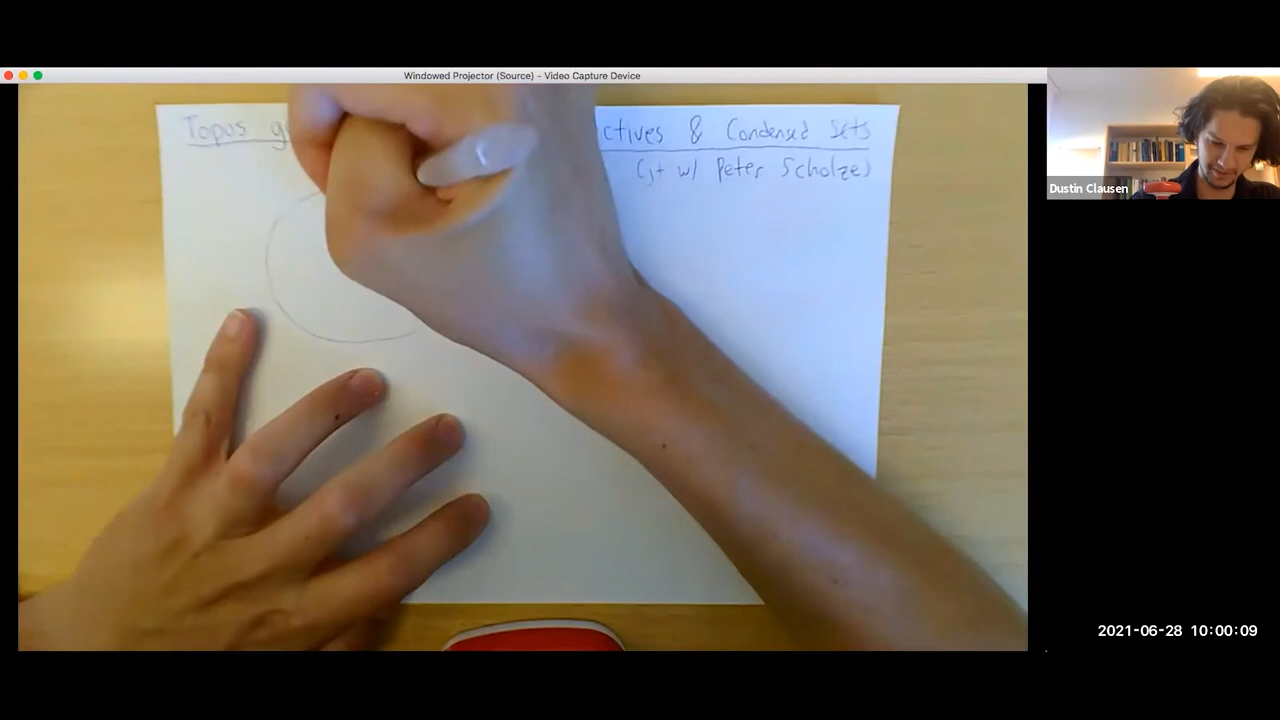 Windowed Projector (Source) - Video Capture Device
Topos ctives & Condensed Sets
(jt w/ Peter Scholze)
Dustin Clausen
2021-06-28 10:00:09